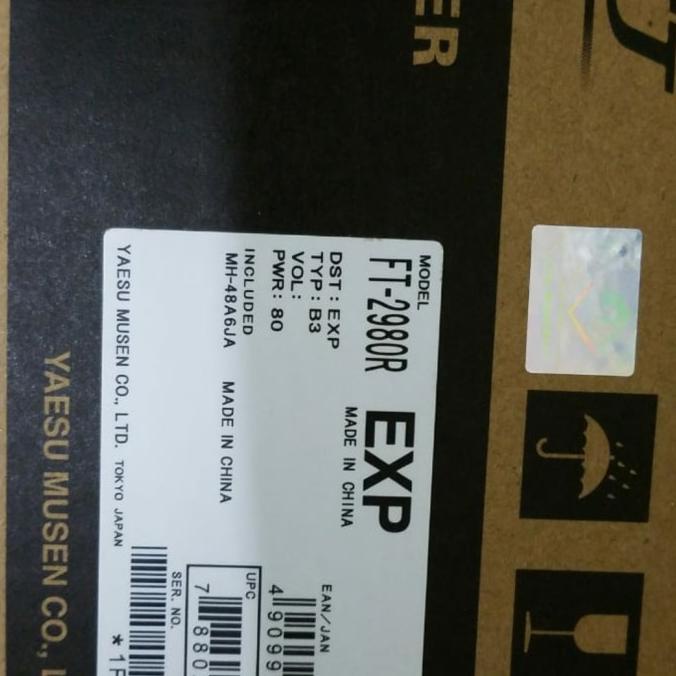 ER
MODEL
FT-2980R EXP
MADE IN CHINA
DST: EXP
TYP: B3
VOL:
PWR: 80
INCLUDED
MH-48A6JA MADE IN CHINA
EAN/JAN
4 9099
UPC
7 880
SER. NO.
*1F
YAESU MUSEN CO., LTD. TOKYO JAPAN
YAESU MUSEN CO., L